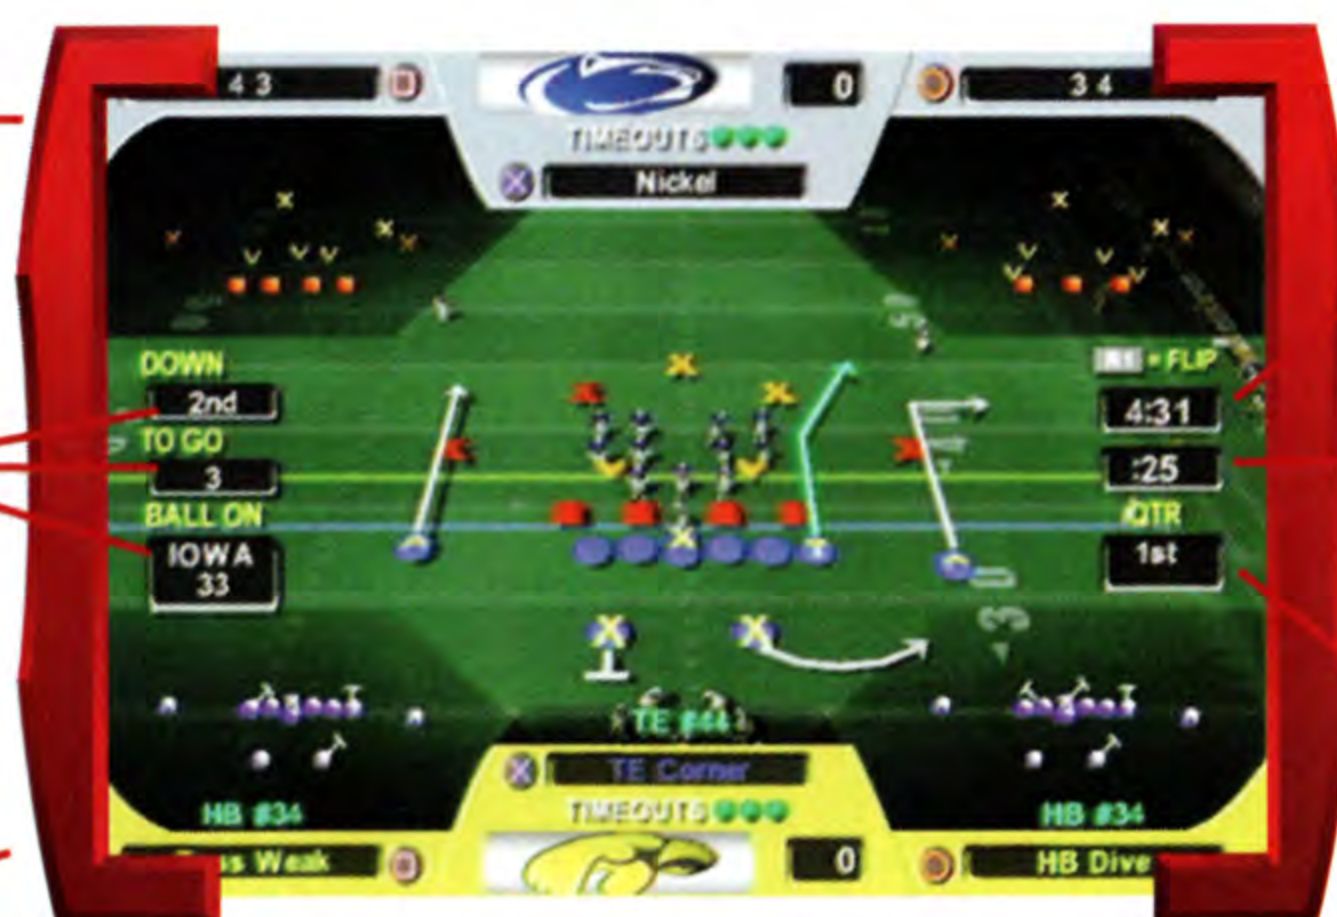 4 3
0
3 4
TIMEOUTS
X Nickel
DOWN
2nd
TO GO
3
BALL ON
IOWA
33
= FLIP
4:31
:25
QTR
1st
TE #44
X TE Corner
TIMEOUTS
HB #34
HB #34
Weak
0
HB Dive